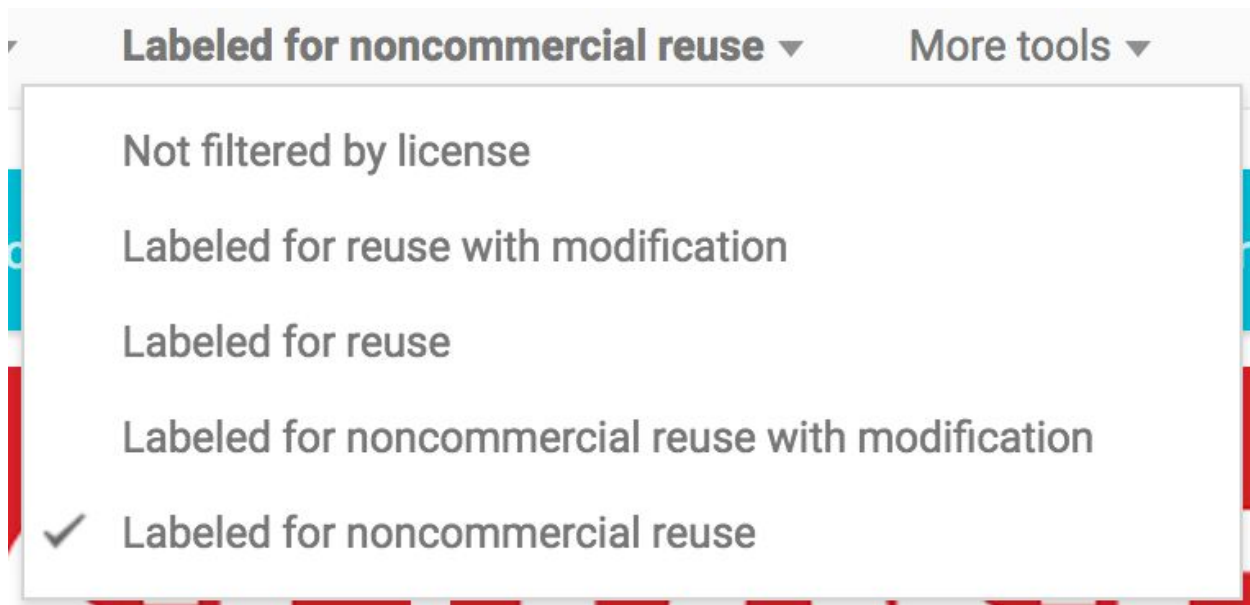 Labeled for noncommercial reuse More tools
Not filtered by license
Labeled for reuse with modification
Labeled for reuse
Labeled for noncommercial reuse with modification
Labeled for noncommercial reuse